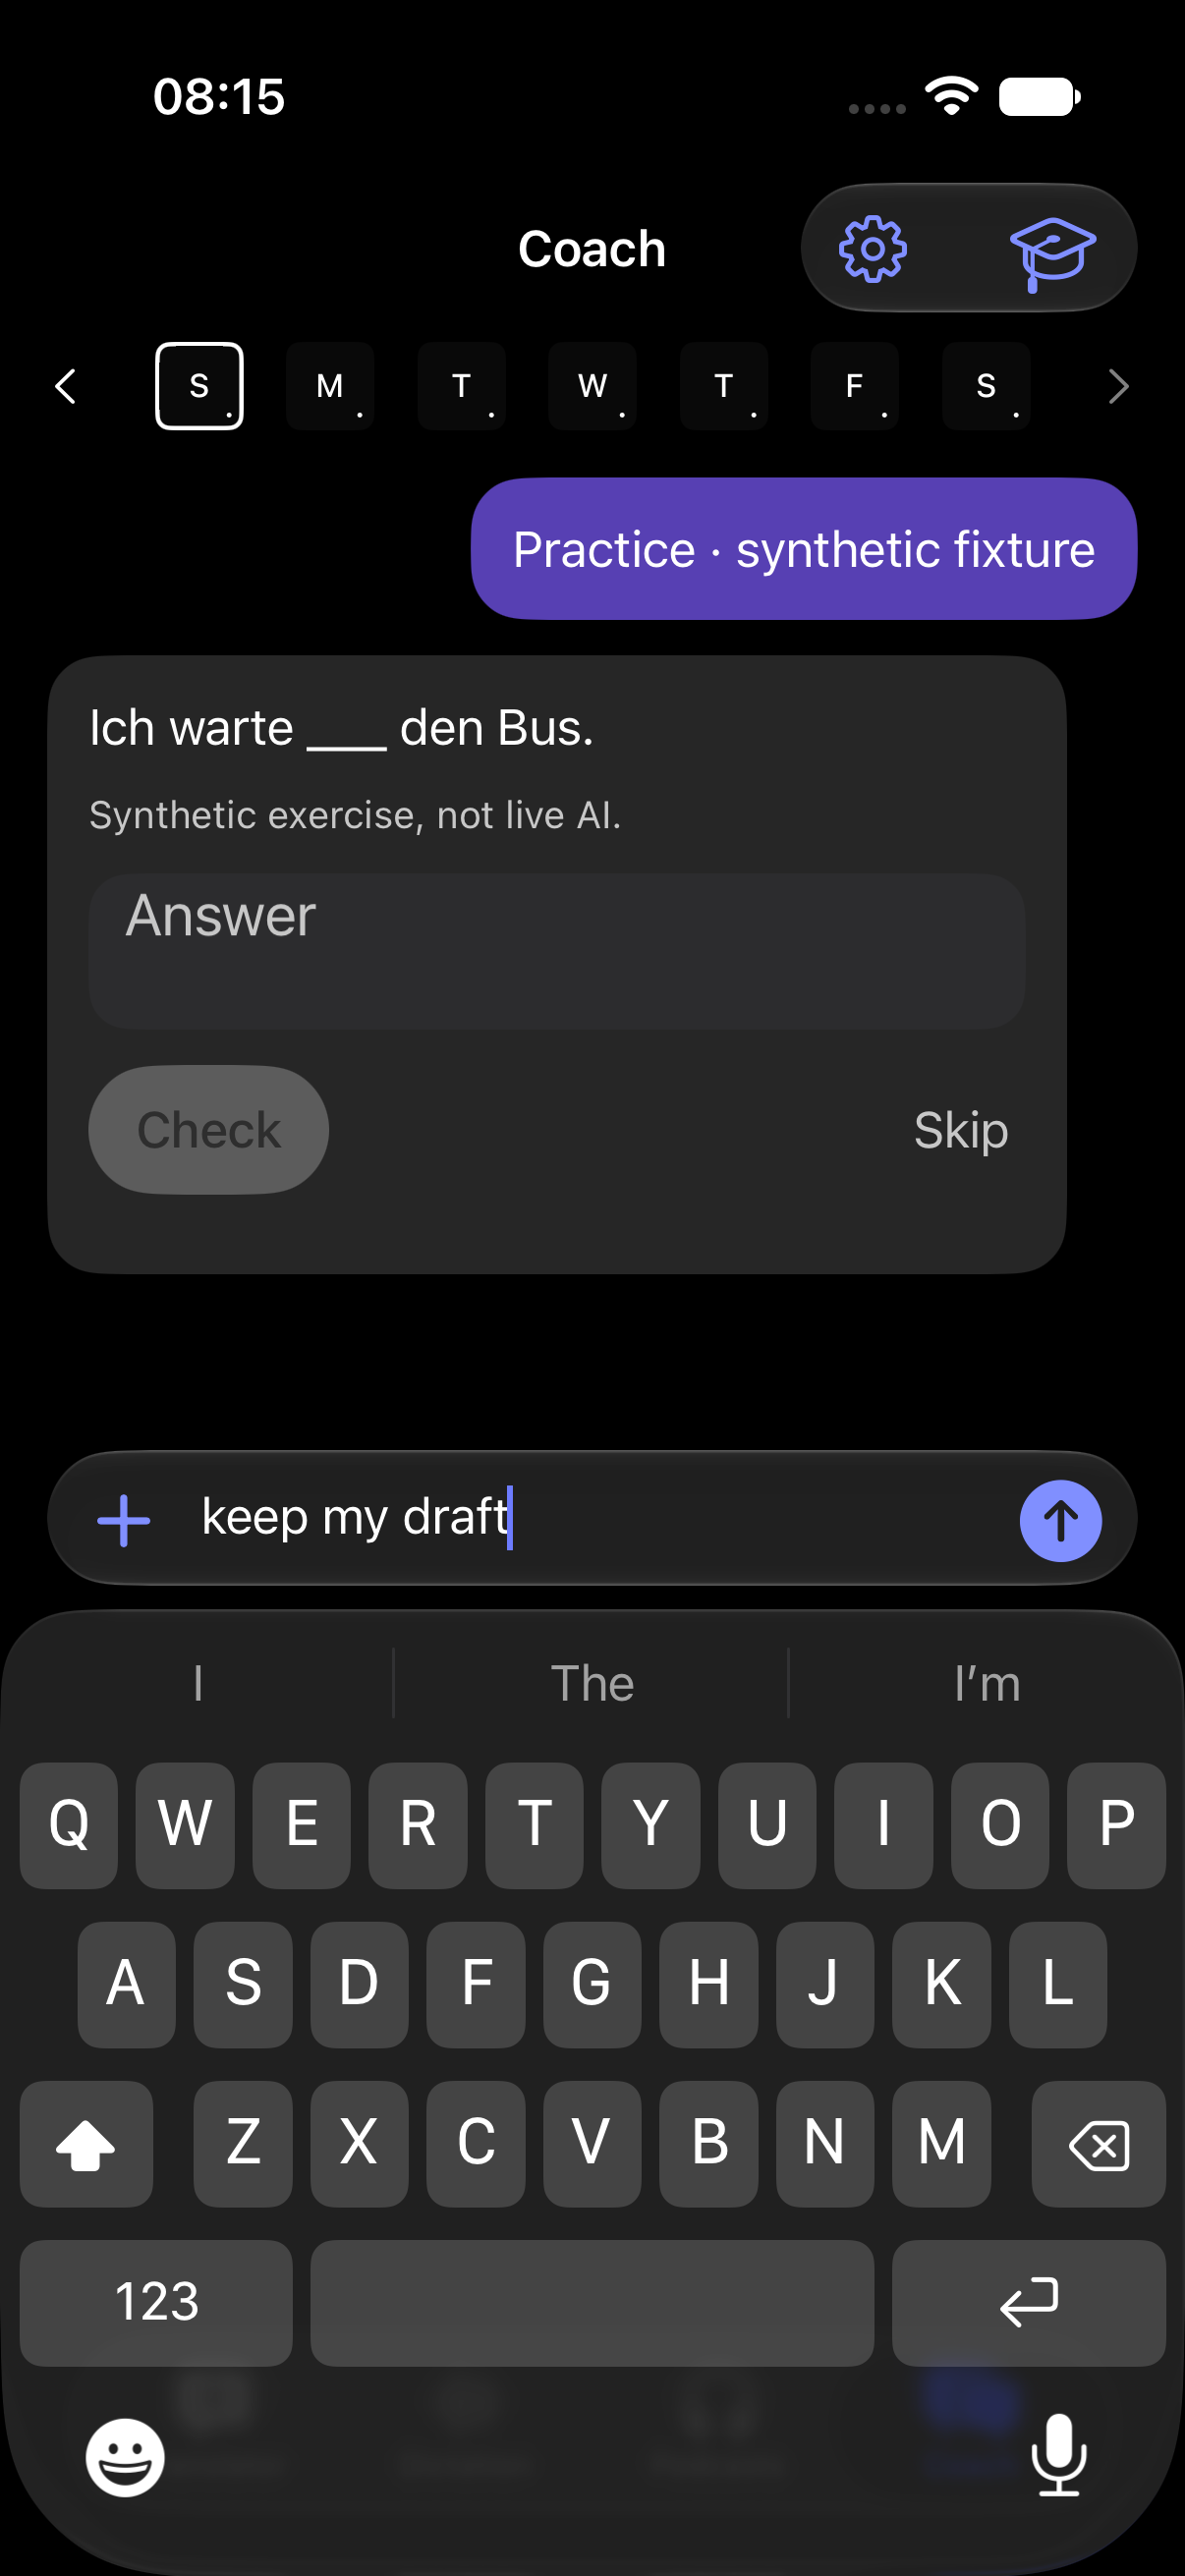 08:15
Coach
S. M. T. W. T. F. S.
Practice · synthetic fixture
Ich warte ____ den Bus.
Synthetic exercise, not live AI.
Answer
Check Skip
keep my draft
I The I’m
Q W E R T Y U I O P
A S D F G H J K L
Z X C V B N M
123